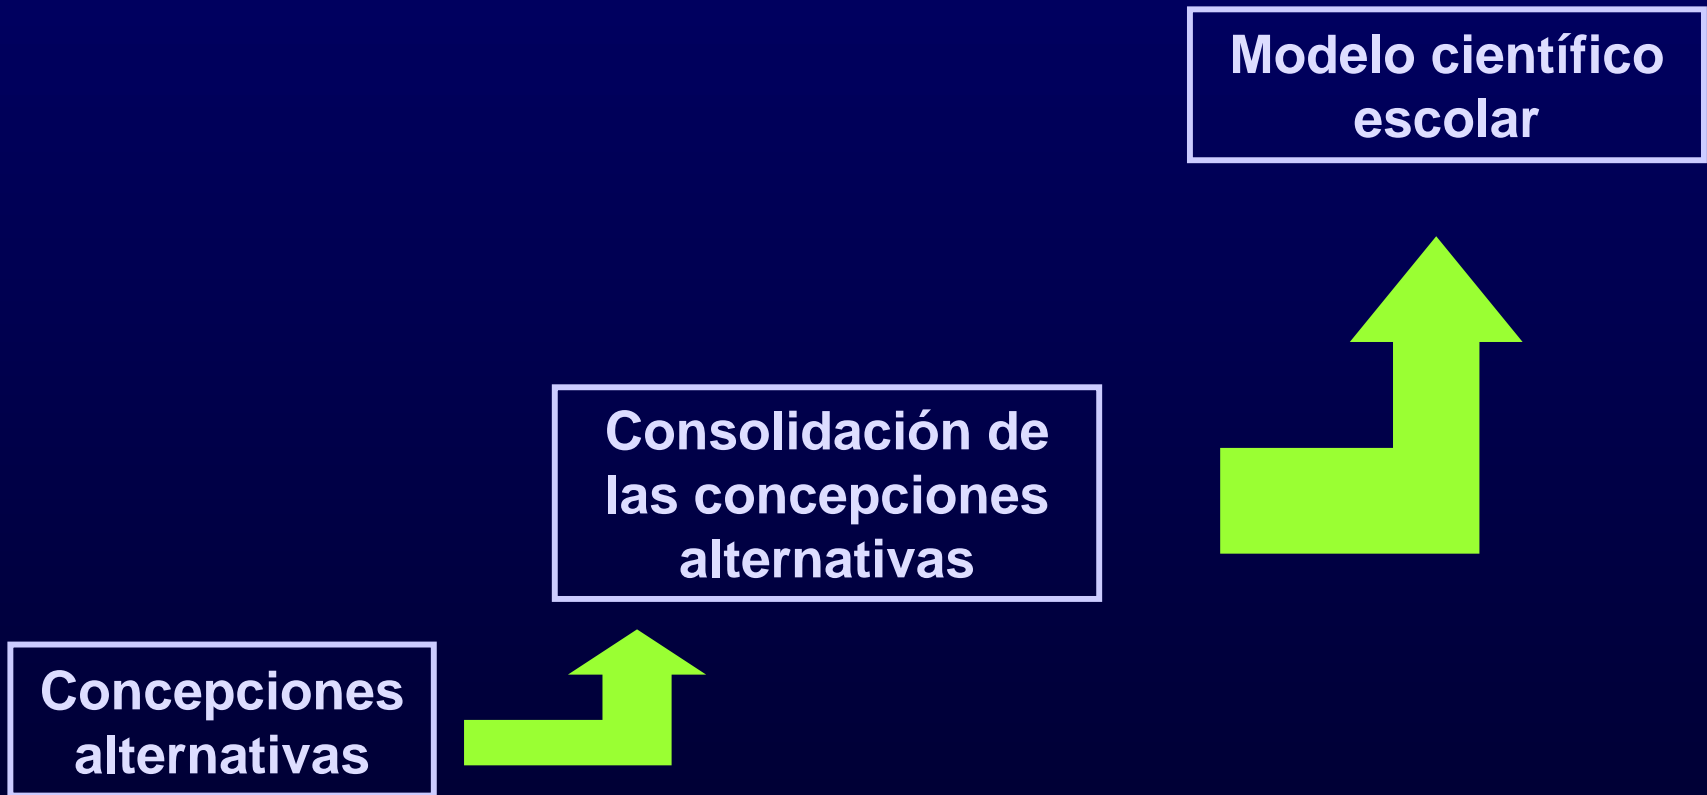 Modelo científico
escolar
Consolidación de
las concepciones
alternativas
Concepciones
alternativas